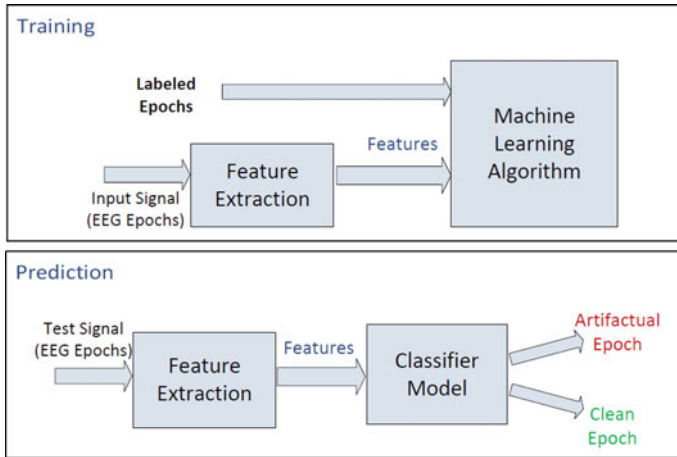 Training
Labeled
Epochs
Features
Input Signal
(EEG Epochs)
Feature
Extraction
Machine
Learning
Algorithm
Prediction
Test Signal
(EEG Epochs)
Feature
Extraction
Features
Classifier
Model
Artifactual
Epoch
Clean
Epoch